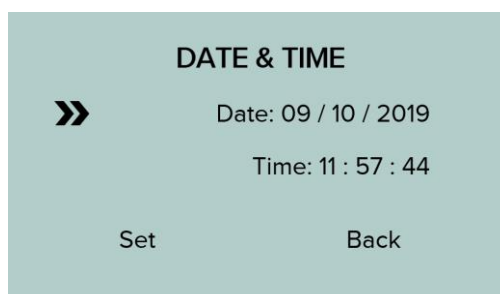 DATE & TIME
» Date: 09 / 10 / 2019
Time: 11 : 57 : 44
Set Back